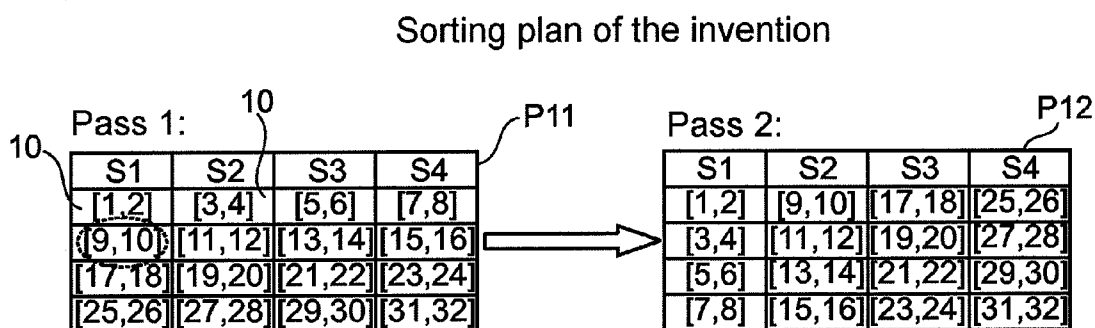 Sorting plan of the invention
10 Pass 1: 10 P11
S1 S2 S3 S4
[1,2] [3,4] [5,6] [7,8]
[9,10] [11,12] [13,14] [15,16]
[17,18] [19,20] [21,22] [23,24]
[25,26] [27,28] [29,30] [31,32]
Pass 2: P12
S1 S2 S3 S4
[1,2] [9,10] [17,18] [25,26]
[3,4] [11,12] [19,20] [27,28]
[5,6] [13,14] [21,22] [29,30]
[7,8] [15,16] [23,24] [31,32]